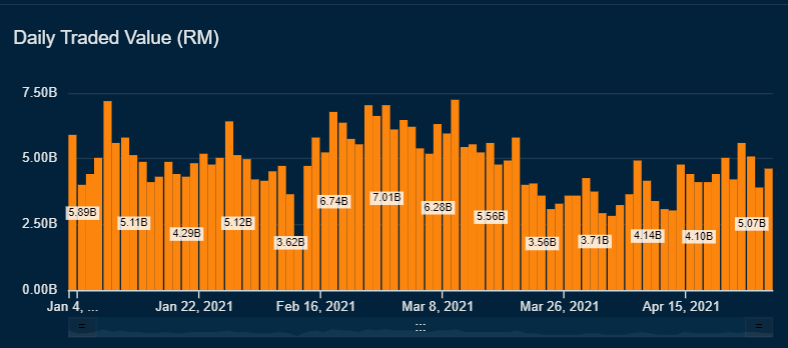 Daily Traded Value (RM)
7.50B
5.00B
2.50B
0.00B
5.89B
5.11B
4.29B
5.12B
3.62B
6.74B
7.01B
6.28B
5.56B
3.56B
3.71B
4.14B
4.10B
5.07B
Jan 4, ...
Jan 22, 2021
Feb 16, 2021
Mar 8, 2021
Mar 26, 2021
Apr 15, 2021